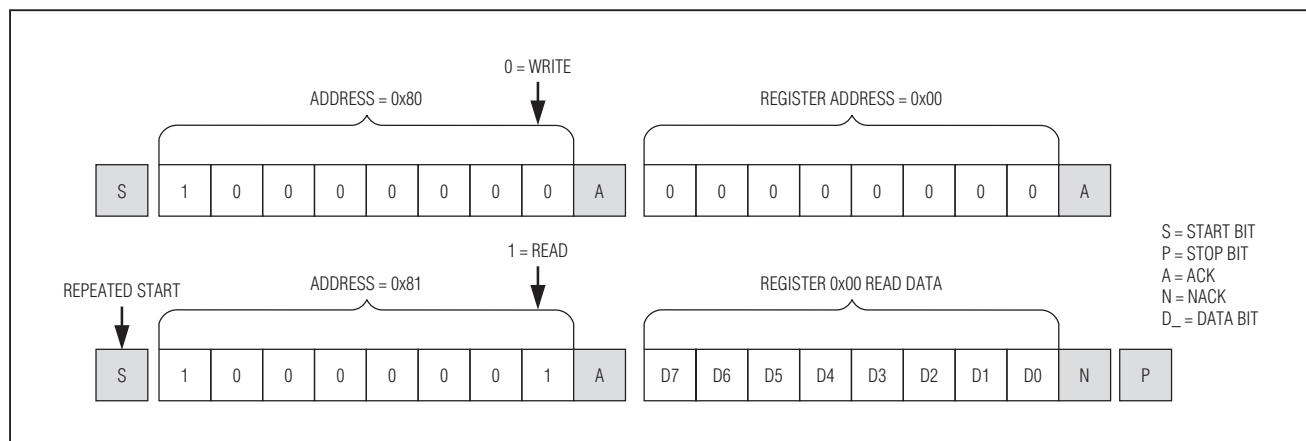 0 = WRITE
ADDRESS = 0x80 REGISTER ADDRESS = 0x00
S 1 0 0 0 0 0 0 0 A 0 0 0 0 0 0 0 0 A
1 = READ
REPEATED START ADDRESS = 0x81 REGISTER 0x00 READ DATA
S 1 0 0 0 0 0 0 1 A D7 D6 D5 D4 D3 D2 D1 D0 N P
S = START BIT
P = STOP BIT
A = ACK
N = NACK
D_ = DATA BIT